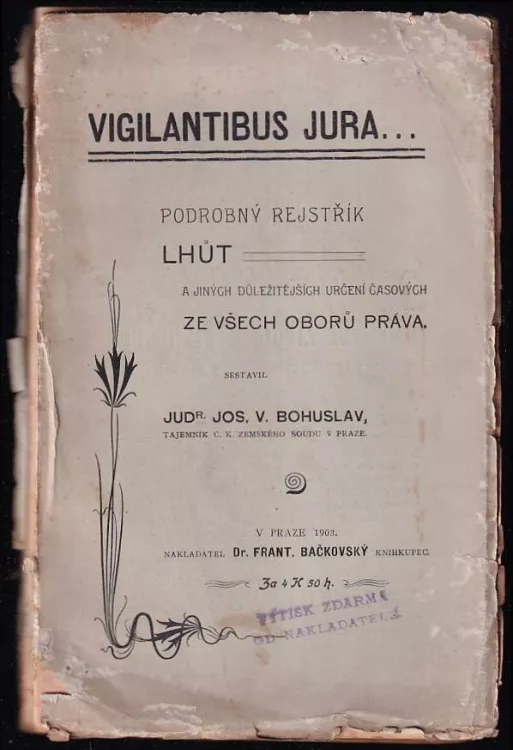 VIGILANTIBUS JURA...
PODROBNÝ REJSTŘÍK
LHŮT
A JINÝCH DŮLEŽITĚJŠÍCH URČENÍ ČASOVÝCH
ZE VŠECH OBORŮ PRÁVA.
SESTAVIL
JUDR. JOS. V. BOHUSLAV,
TAJEMNÍK C. K. ZEMSKÉHO SOUDU V PRAZE.
V PRAZE 1903.
NAKLADATEL Dr. FRANT. BAČKOVSKÝ KNIHKUPEC.
Za 4 K 50 h.
VÝTISK ZDARMA
OD NAKLADATELE